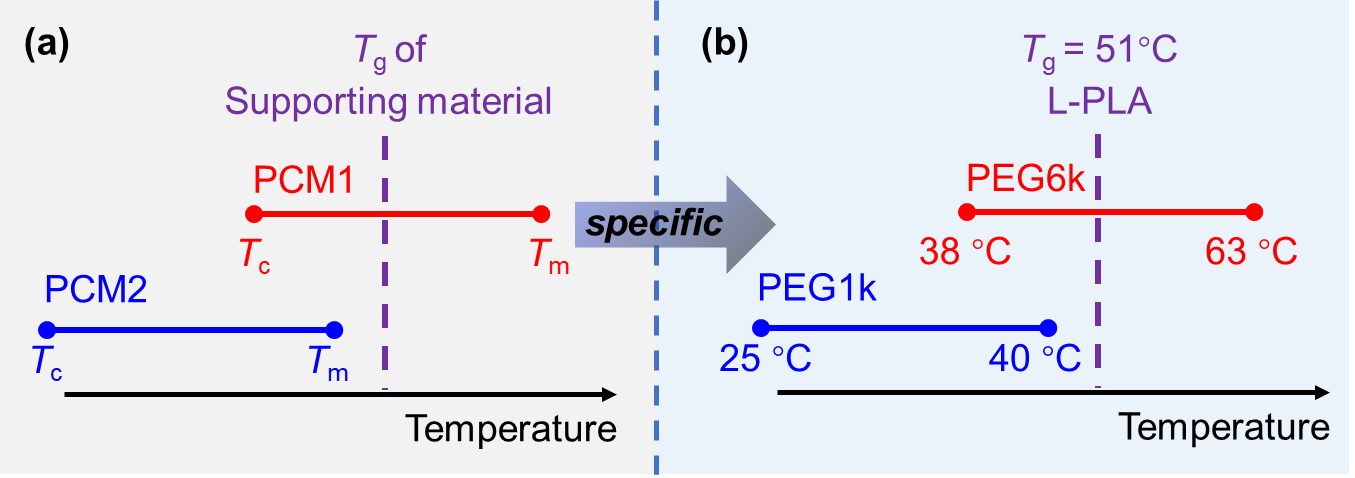 (a)
Tg of
Supporting material
PCM1
Tc
Tm
PCM2
Tc
Tm
Temperature
specific
(b)
Tg = 51°C
L-PLA
PEG6k
38 °C
63 °C
PEG1k
25 °C
40 °C
Temperature